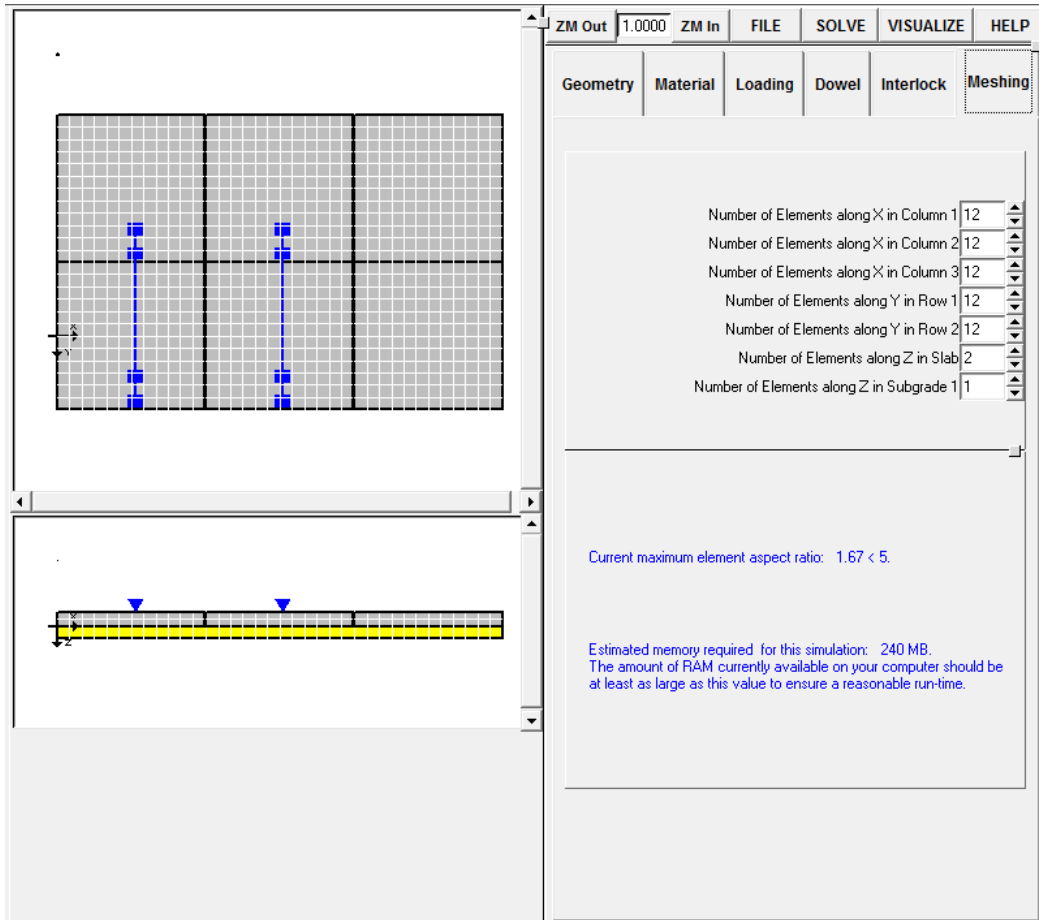 ZM Out 1.0000 ZM In FILE SOLVE VISUALIZE HELP
Geometry Material Loading Dowel Interlock Meshing
Number of Elements along X in Column 1 12
Number of Elements along X in Column 2 12
Number of Elements along X in Column 3 12
Number of Elements along Y in Row 1 12
Number of Elements along Y in Row 2 12
Number of Elements along Z in Slab 2
Number of Elements along Z in Subgrade 1 1
X
Y
Current maximum element aspect ratio: 1.67 < 5.
X
Z
Estimated memory required for this simulation: 240 MB.
The amount of RAM currently available on your computer should be
at least as large as this value to ensure a reasonable run-time.